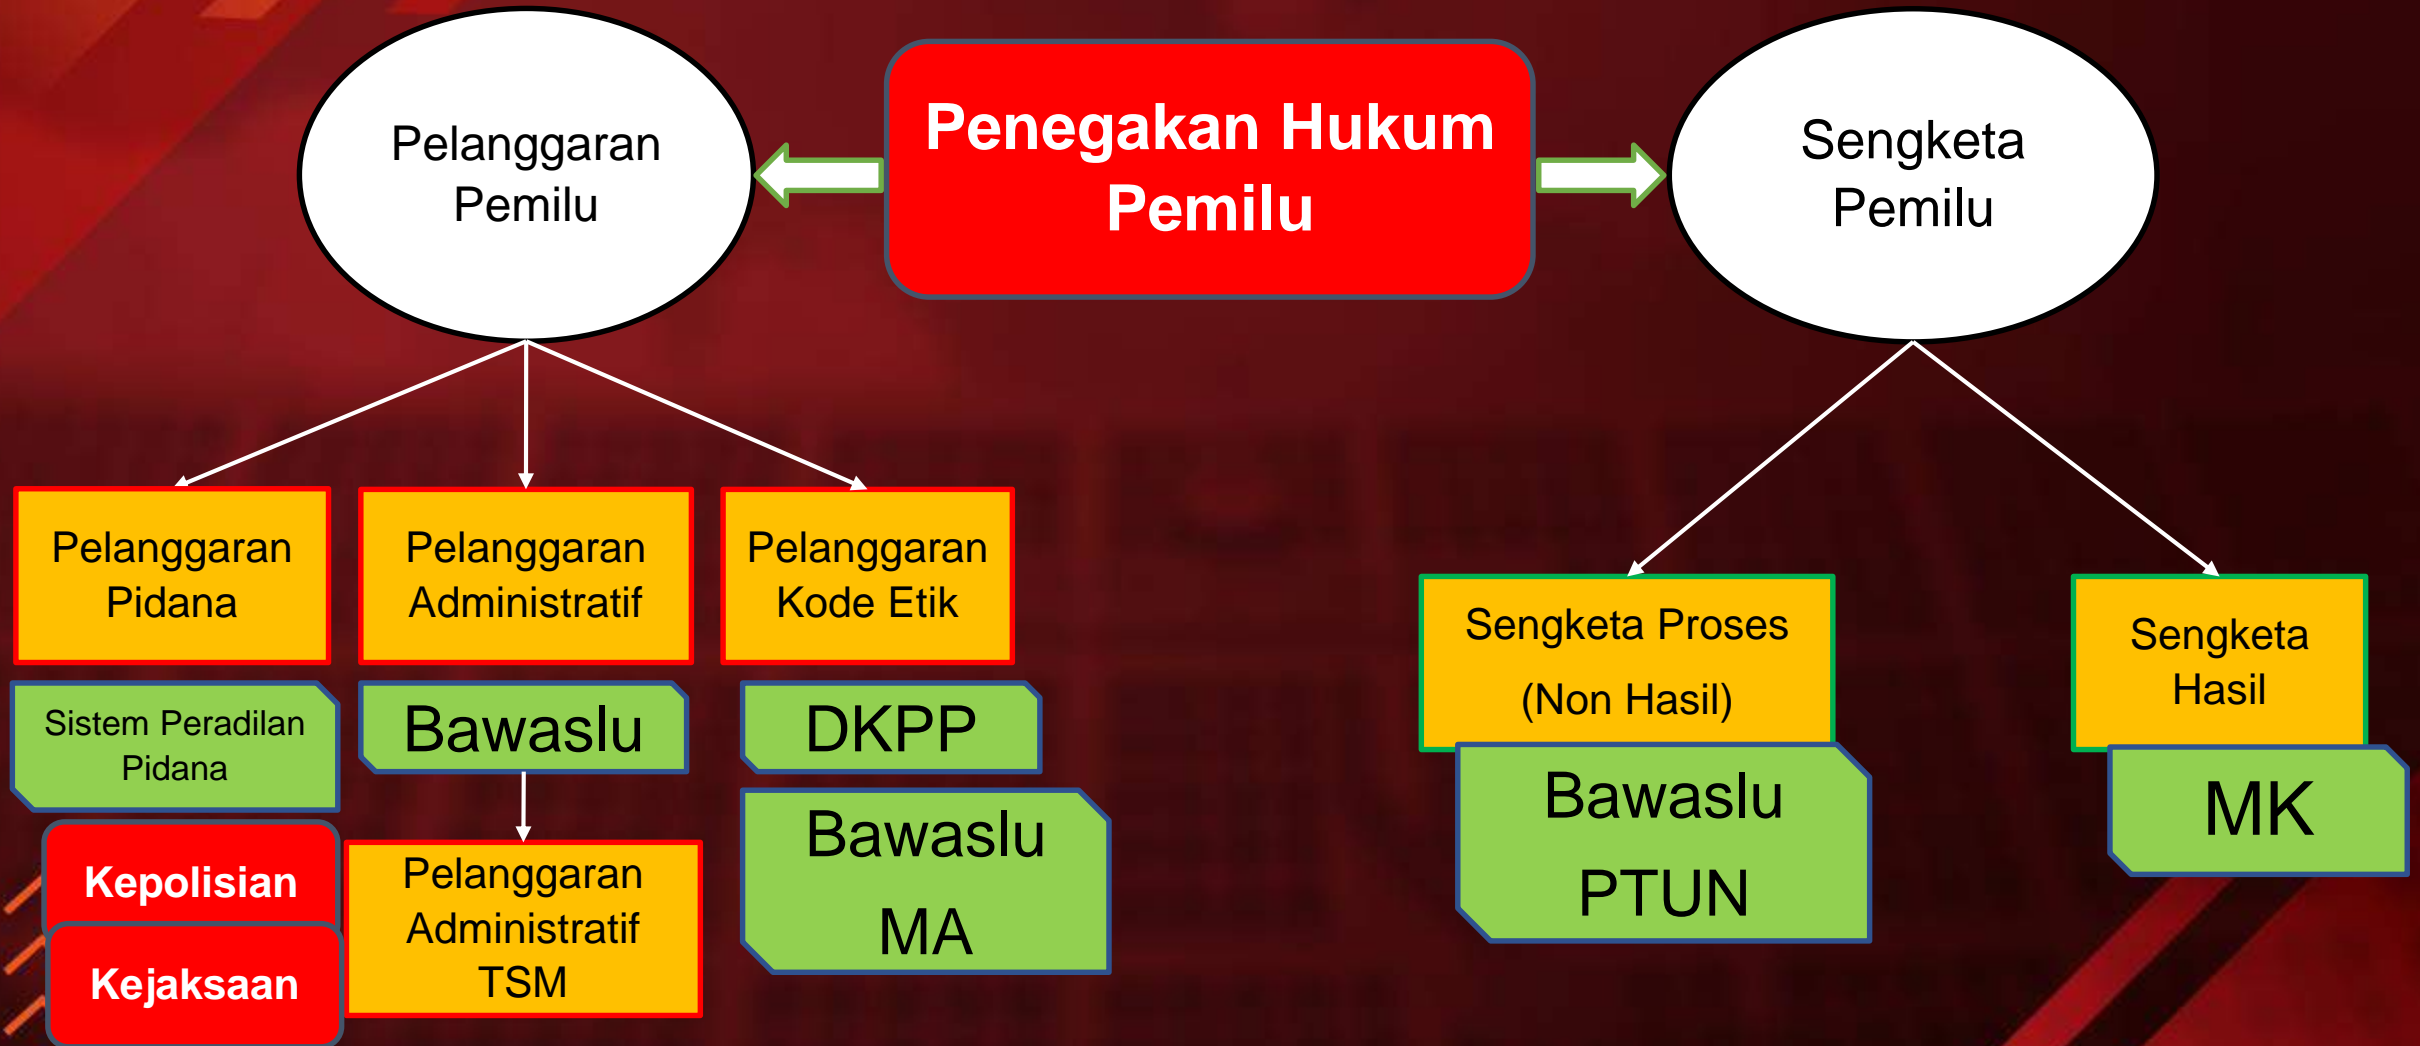 Penegakan Hukum
Pemilu
Pelanggaran
Pemilu
Sengketa
Pemilu
Pelanggaran
Pidana
Pelanggaran
Administratif
Pelanggaran
Kode Etik
Sengketa Proses
(Non Hasil)
Sengketa
Hasil
Sistem Peradilan
Pidana
Bawaslu
DKPP
Bawaslu
PTUN
MK
Kepolisian
Kejaksaan
Pelanggaran
Administratif
TSM
Bawaslu
MA